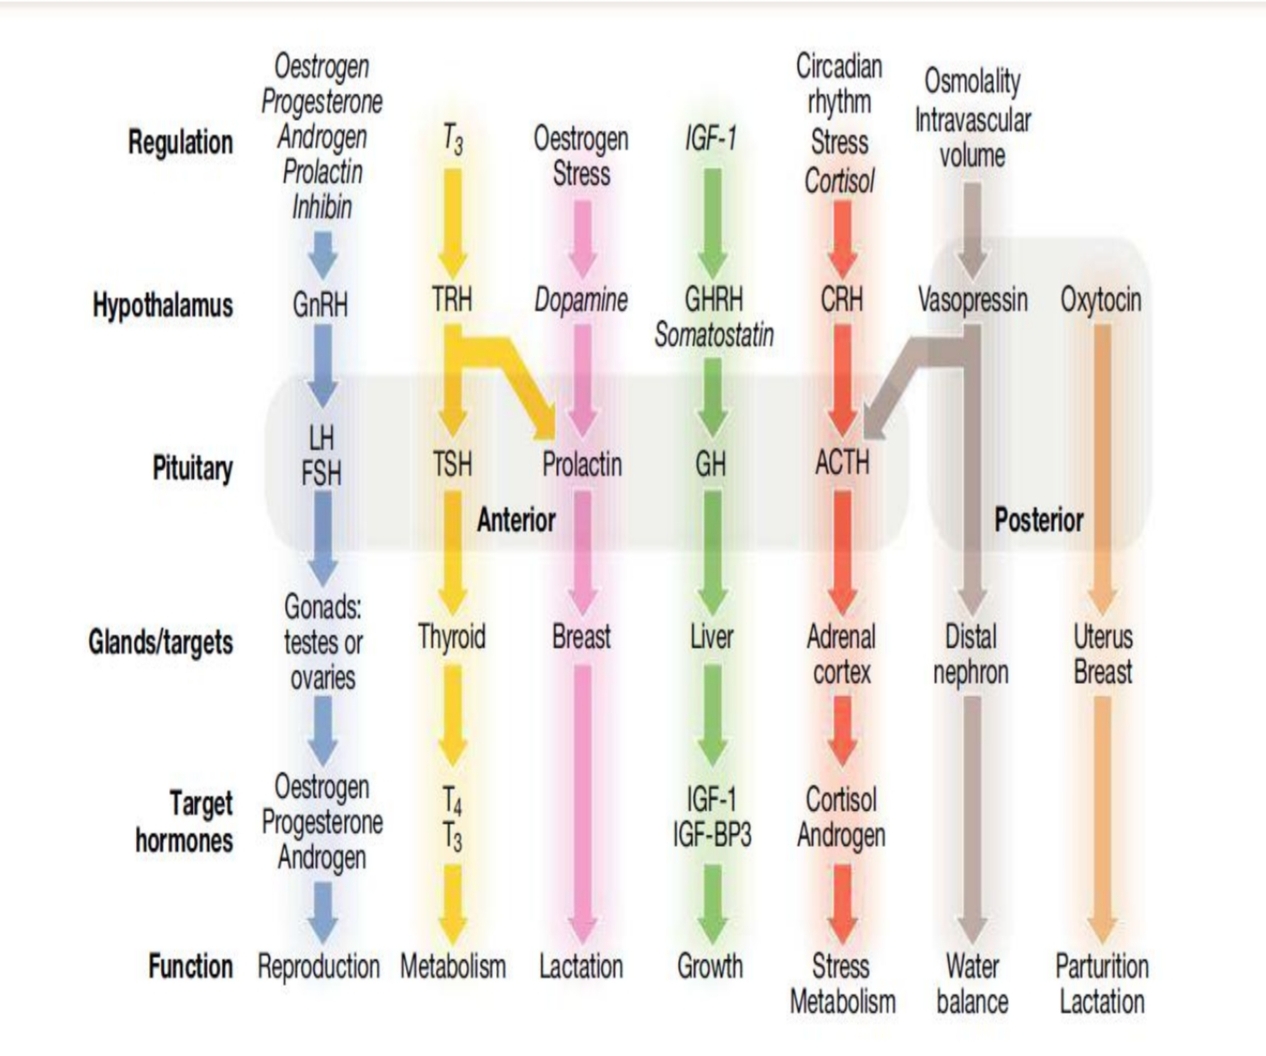 Regulation
Oestrogen
Progesterone
Androgen
Prolactin
Inhibin
T3
Oestrogen
Stress
IGF-1
Circadian
rhythm
Stress
Cortisol
Osmolality
Intravascular
volume
Hypothalamus
GnRH
TRH
Dopamine
GHRH
Somatostatin
CRH
Vasopressin
Oxytocin
Pituitary
LH
FSH
TSH
Prolactin
GH
ACTH
Anterior
Posterior
Glands/targets
Gonads:
testes or
ovaries
Thyroid
Breast
Liver
Adrenal
cortex
Distal
nephron
Uterus
Breast
Target
hormones
Oestrogen
Progesterone
Androgen
T4
T3
IGF-1
IGF-BP3
Cortisol
Androgen
Function
Reproduction
Metabolism
Lactation
Growth
Stress
Metabolism
Water
balance
Parturition
Lactation